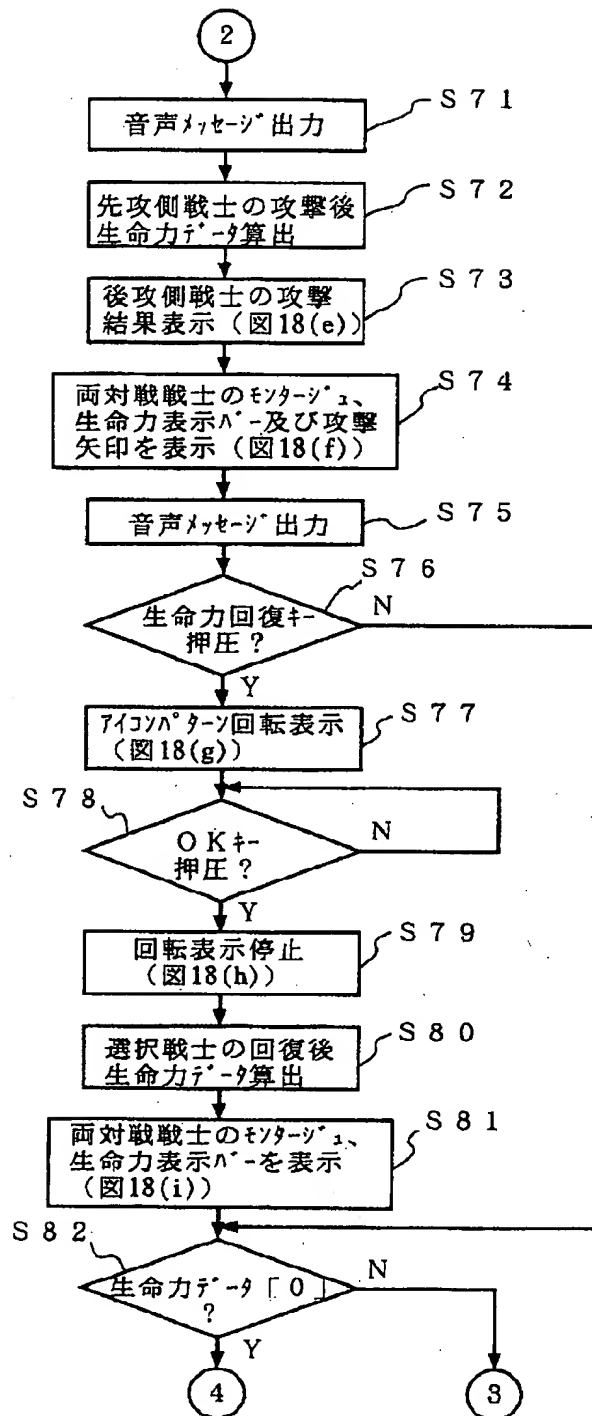 2
S71
音声ﾒｯｾｰｼﾞ出力
S72
先攻側戦士の攻撃後
生命力ﾃﾞｰﾀ算出
S73
後攻側戦士の攻撃
結果表示(図18(e))
S74
両対戦戦士のﾓﾝﾀｰｼﾞｭ、
生命力表示ﾊﾞｰ及び攻撃
矢印を表示(図18(f))
S75
音声ﾒｯｾｰｼﾞ出力
S76
生命力回復ｷｰ
押圧?
N
Y
S77
ｱｲｺﾝﾊﾟﾀｰﾝ回転表示
(図18(g))
S78
OKｷｰ
押圧?
N
Y
S79
回転表示停止
(図18(h))
S80
選択戦士の回復後
生命力ﾃﾞｰﾀ算出
S81
両対戦戦士のﾓﾝﾀｰｼﾞｭ、
生命力表示ﾊﾞｰを表示
(図18(i))
S82
生命力ﾃﾞｰﾀ「0」
?
N
Y
4
3